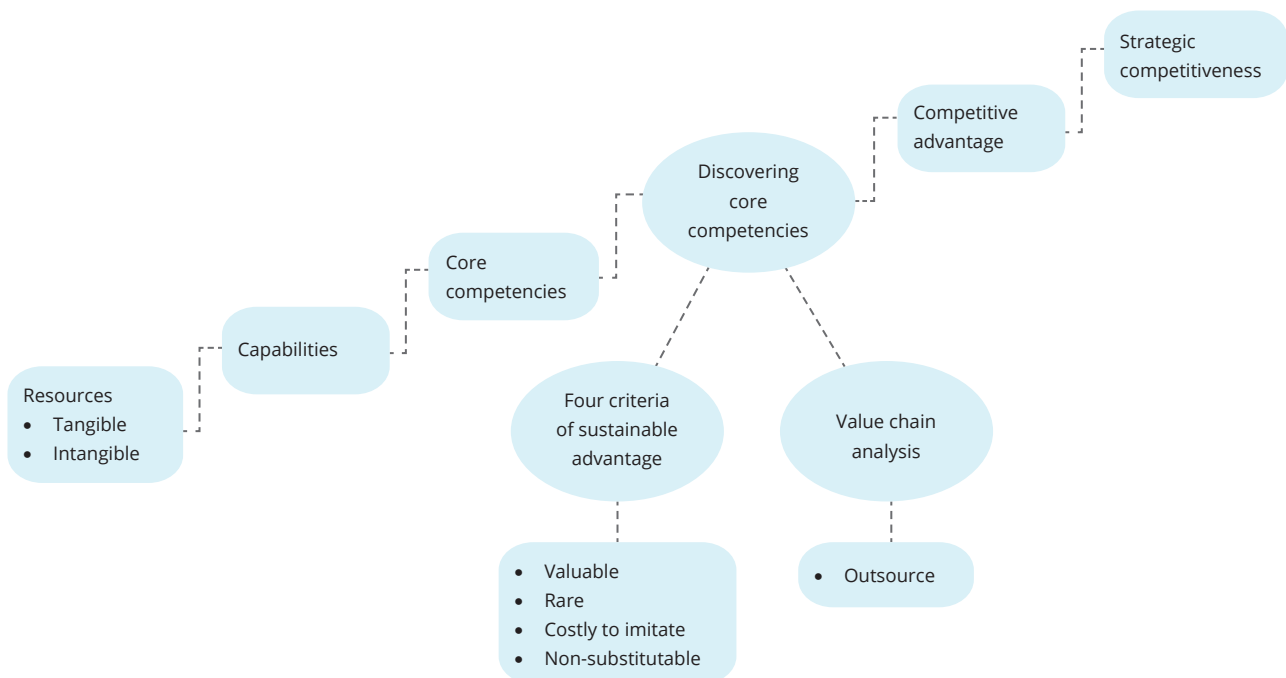 Strategic
competitiveness
Competitive
advantage
Discovering
core
competencies
Core
competencies
Capabilities
Resources
• Tangible
• Intangible
Four criteria
of sustainable
advantage
Value chain
analysis
• Valuable
• Rare
• Costly to imitate
• Non-substitutable
• Outsource